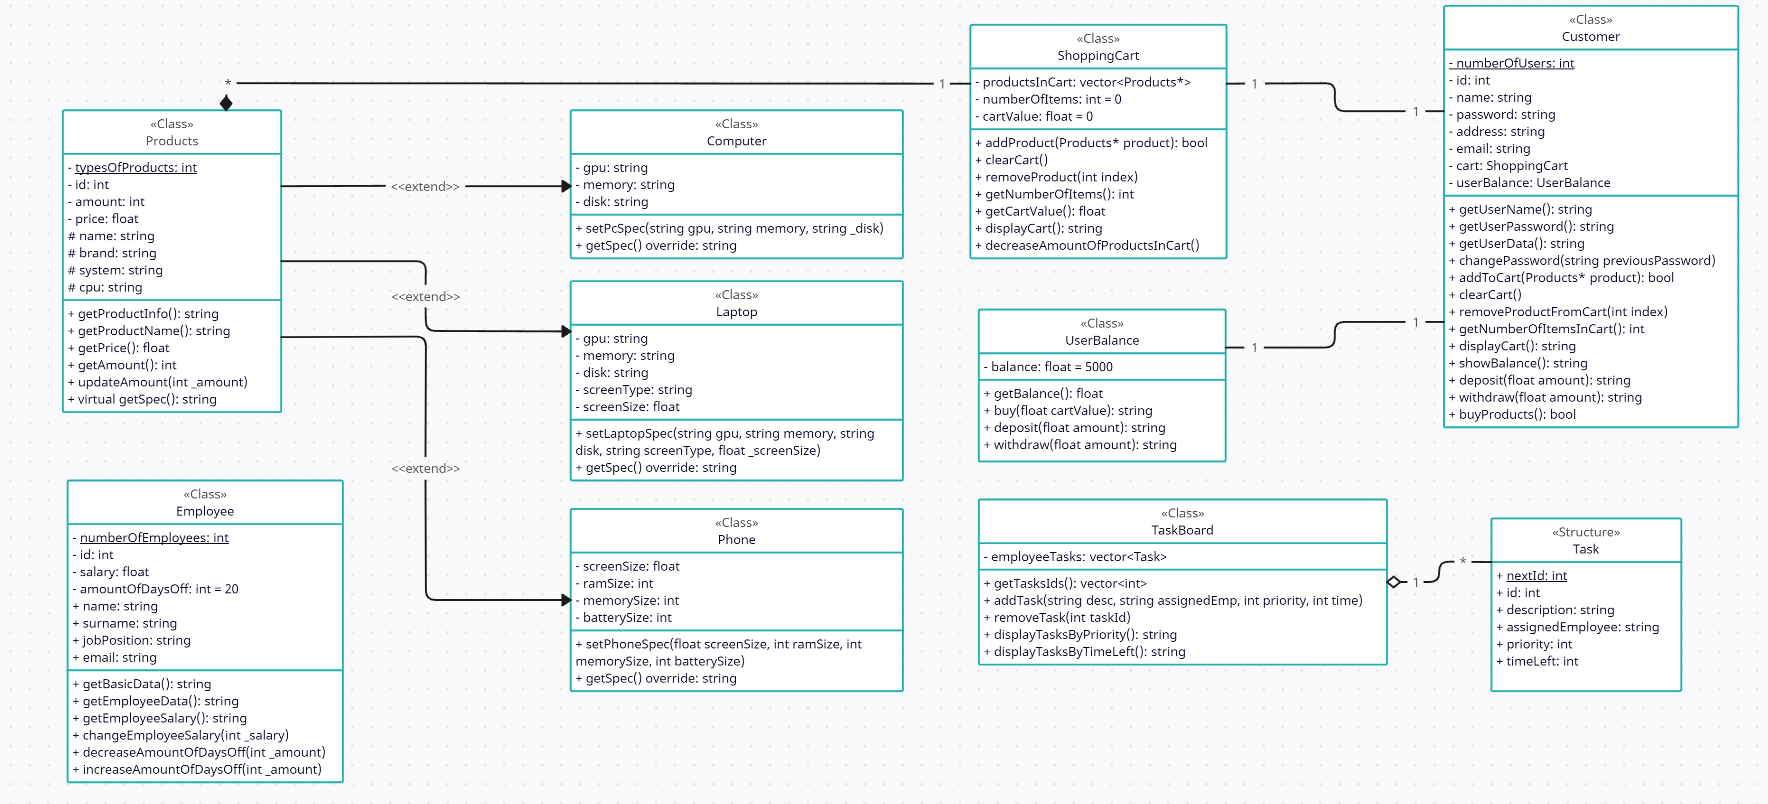 *
1
«Class»
Products
- typesOfProducts: int
- id: int
- amount: int
- price: float
# name: string
# brand: string
# system: string
# cpu: string
+ getProductInfo(): string
+ getProductName(): string
+ getPrice(): float
+ getAmount(): int
+ updateAmount(int _amount)
+ virtual getSpec(): string
<<extend>>
<<extend>>
<<extend>>
«Class»
Employee
- numberOfEmployees: int
- id: int
- salary: float
- amountOfDaysOff: int = 20
+ name: string
+ surname: string
+ jobPosition: string
+ email: string
+ getBasicData(): string
+ getEmployeeData(): string
+ getEmployeeSalary(): string
+ changeEmployeeSalary(int _salary)
+ decreaseAmountOfDaysOff(int _amount)
+ increaseAmountOfDaysOff(int _amount)
«Class»
Computer
- gpu: string
- memory: string
- disk: string
+ setPcSpec(string gpu, string memory, string _disk)
+ getSpec() override: string
«Class»
Laptop
- gpu: string
- memory: string
- disk: string
- screenType: string
- screenSize: float
+ setLaptopSpec(string gpu, string memory, string
disk, string screenType, float _screenSize)
+ getSpec() override: string
«Class»
Phone
- screenSize: float
- ramSize: int
- memorySize: int
- batterySize: int
+ setPhoneSpec(float screenSize, int ramSize, int
memorySize, int batterySize)
+ getSpec() override: string
«Class»
ShoppingCart
- productsInCart: vector<Products*>
- numberOfItems: int = 0
- cartValue: float = 0
+ addProduct(Products* product): bool
+ clearCart()
+ removeProduct(int index)
+ getNumberOfItems(): int
+ getCartValue(): float
+ displayCart(): string
+ decreaseAmountOfProductsInCart()
1
1
«Class»
UserBalance
- balance: float = 5000
+ getBalance(): float
+ buy(float cartValue): string
+ deposit(float amount): string
+ withdraw(float amount): string
1
1
«Class»
Customer
- numberOfUsers: int
- id: int
- name: string
- password: string
- address: string
- email: string
- cart: ShoppingCart
- userBalance: UserBalance
+ getUserName(): string
+ getUserPassword(): string
+ getUserData(): string
+ changePassword(string previousPassword)
+ addToCart(Products* product): bool
+ clearCart()
+ removeProductFromCart(int index)
+ getNumberOfItemsInCart(): int
+ displayCart(): string
+ showBalance(): string
+ deposit(float amount): string
+ withdraw(float amount): string
+ buyProducts(): bool
«Class»
TaskBoard
- employeeTasks: vector<Task>
+ getTasksIds(): vector<int>
+ addTask(string desc, string assignedEmp, int priority, int time)
+ removeTask(int taskId)
+ displayTasksByPriority(): string
+ displayTasksByTimeLeft(): string
1
*
«Structure»
Task
+ nextId: int
+ id: int
+ description: string
+ assignedEmployee: string
+ priority: int
+ timeLeft: int